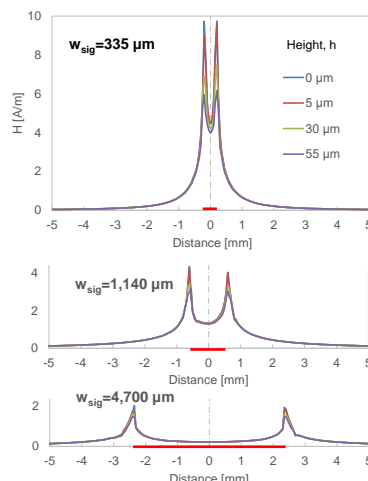 w_sig=335 µm
Height, h
0 µm
5 µm
30 µm
55 µm
H [A/m]
10
8
6
4
2
0
-5 -4 -3 -2 -1 0 1 2 3 4 5
Distance [mm]
w_sig=1,140 µm
4
2
0
-5 -4 -3 -2 -1 0 1 2 3 4 5
Distance [mm]
w_sig=4,700 µm
2
0
-5 -4 -3 -2 -1 0 1 2 3 4 5
Distance [mm]